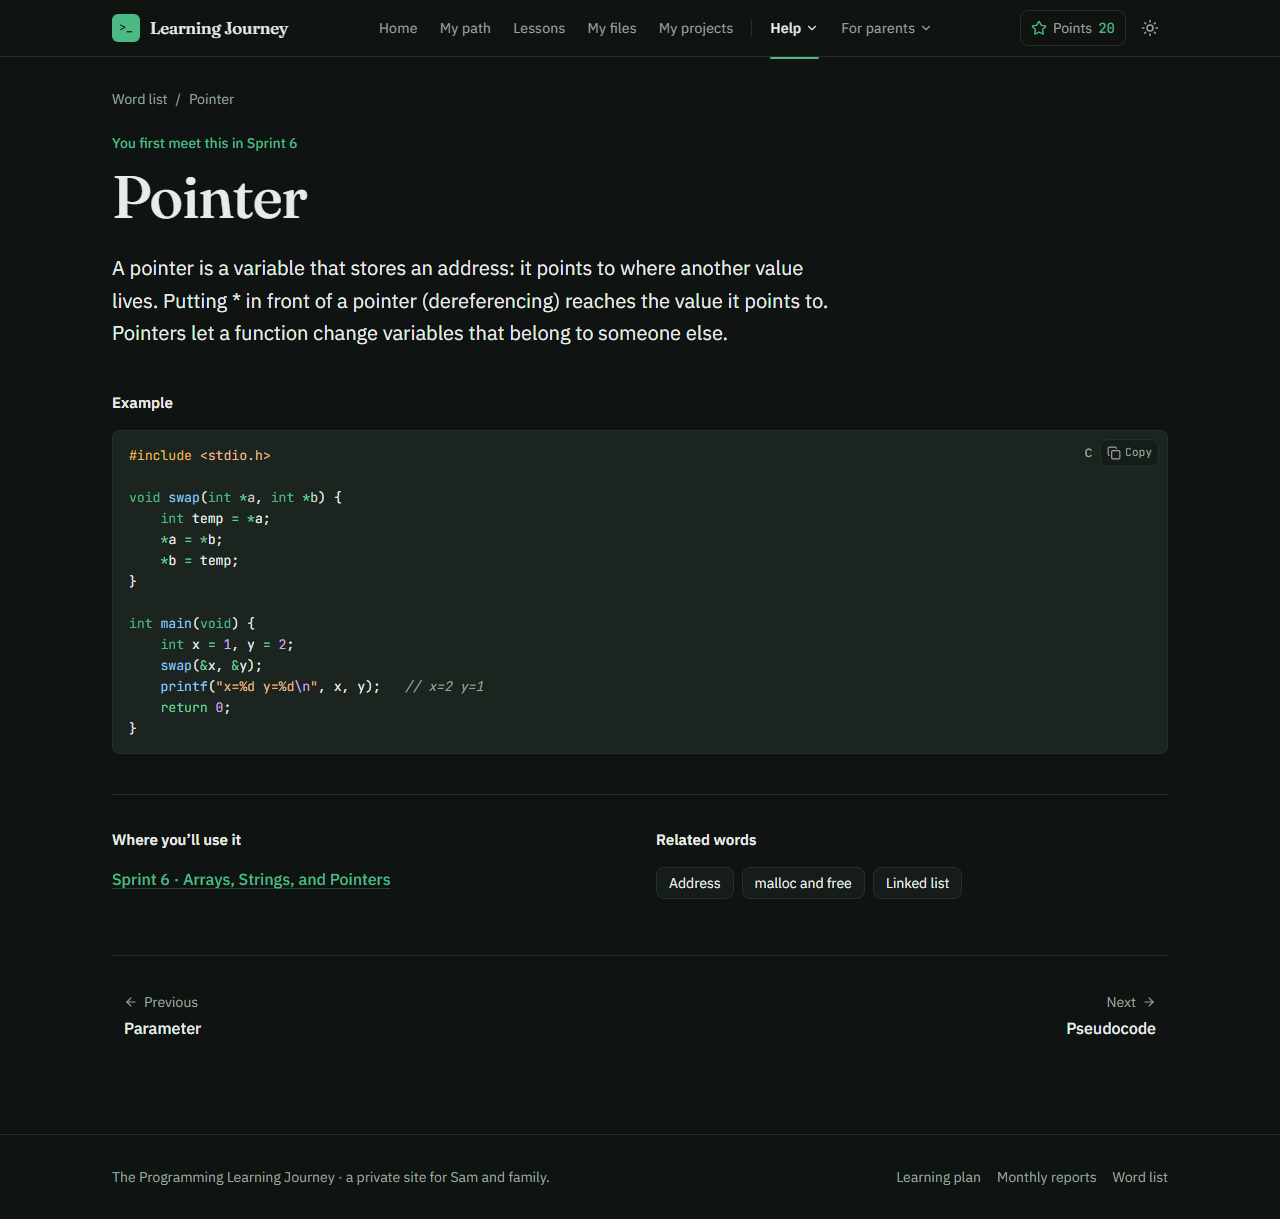 >_ Learning Journey
Home My path Lessons My files My projects Help For parents Points 20
Word list / Pointer
You first meet this in Sprint 6
Pointer
A pointer is a variable that stores an address: it points to where another value
lives. Putting * in front of a pointer (dereferencing) reaches the value it points to.
Pointers let a function change variables that belong to someone else.
Example
C Copy
#include <stdio.h>

void swap(int *a, int *b) {
    int temp = *a;
    *a = *b;
    *b = temp;
}

int main(void) {
    int x = 1, y = 2;
    swap(&x, &y);
    printf("x=%d y=%d\n", x, y);   // x=2 y=1
    return 0;
}
Where you’ll use it
Sprint 6 · Arrays, Strings, and Pointers
Related words
Address malloc and free Linked list
← Previous
Parameter
Next →
Pseudocode
The Programming Learning Journey · a private site for Sam and family.
Learning plan Monthly reports Word list